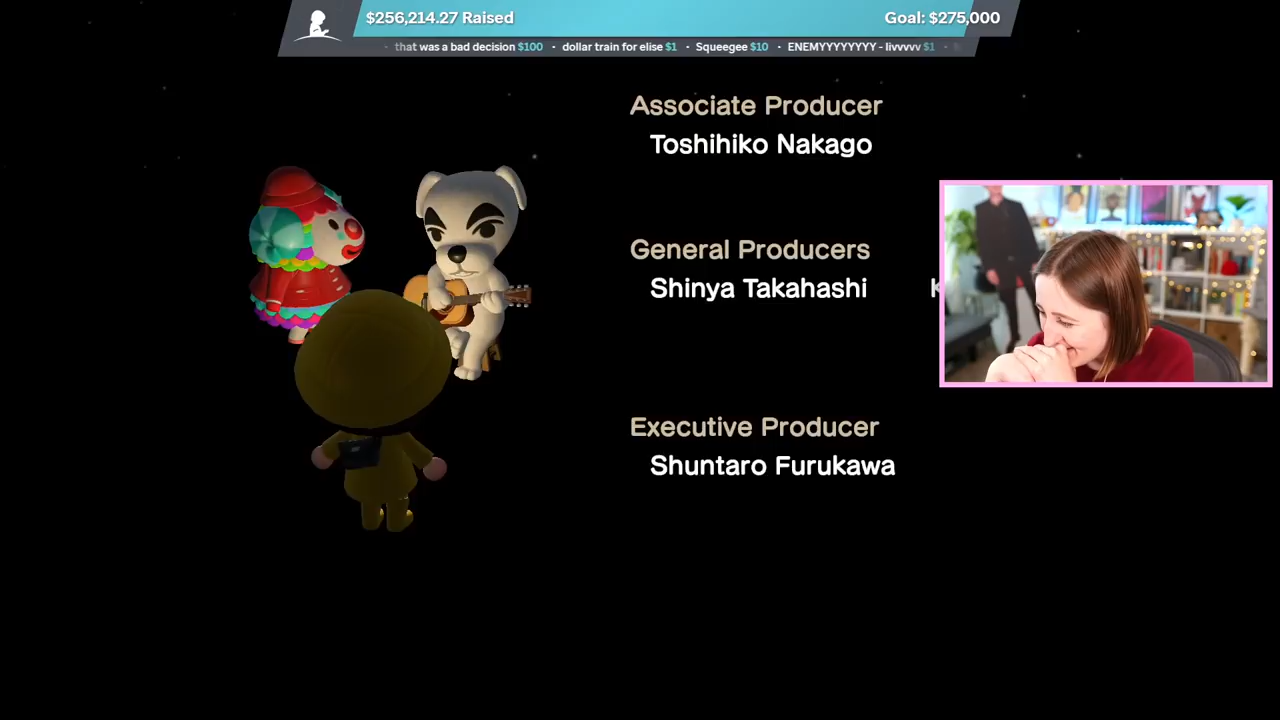 $256,214.27 Raised Goal: $275,000
that was a bad decision $100 • dollar train for elise $1 • Squeegee $10 • ENEMYYYYYYYY - livvvvv $1
Associate Producer
Toshihiko Nakago
General Producers
Shinya Takahashi K
Executive Producer
Shuntaro Furukawa